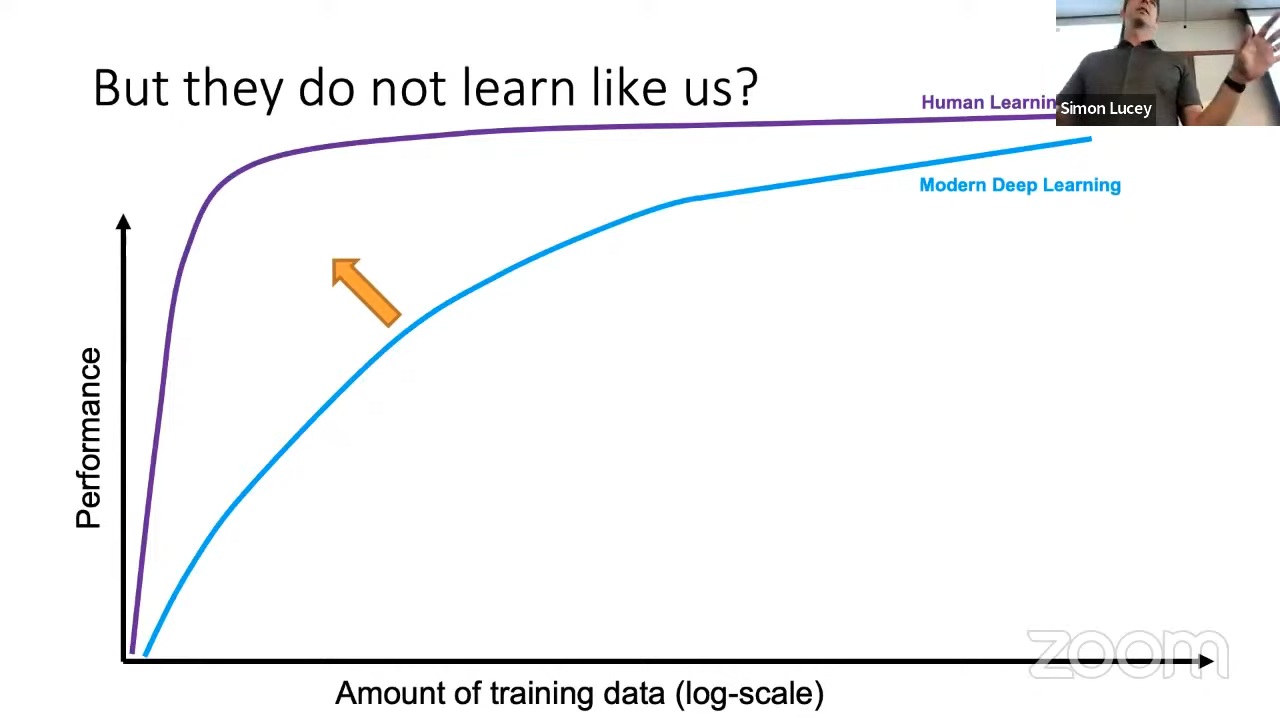 But they do not learn like us?
Human Learnin
Simon Lucey
Modern Deep Learning
Performance
Amount of training data (log-scale)
zoom